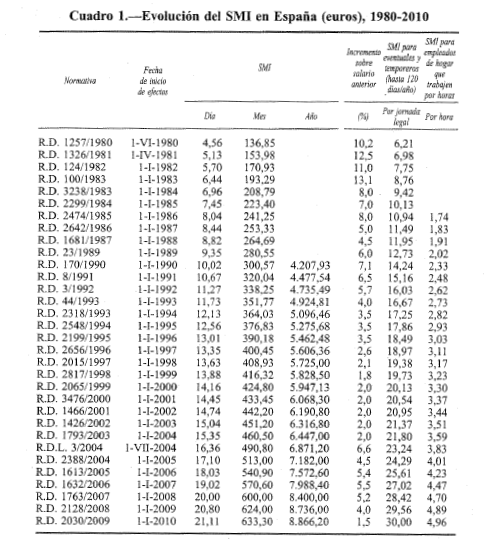 Cuadro 1.—Evolución del SMI en España (euros), 1980-2010
Normativa Fecha de inicio de efectos SMI Incremento sobre salario anterior SMI para eventuales y temporeros (hasta 120 días/año) SMI para empleados de hogar que trabajen por horas
Día Mes Año (%) Por jornada legal Por hora
R.D. 1257/1980 1-VI-1980 4,56 136,85 10,2 6,21
R.D. 1326/1981 1-IV-1981 5,13 153,98 12,5 6,98
R.D. 124/1982 1-I-1982 5,70 170,93 11,0 7,75
R.D. 100/1983 1-I-1983 6,44 193,29 13,1 8,76
R.D. 3238/1983 1-I-1984 6,96 208,79 8,0 9,42
R.D. 2299/1984 1-I-1985 7,45 223,40 7,0 10,13
R.D. 2474/1985 1-I-1986 8,04 241,25 8,0 10,94 1,74
R.D. 2642/1986 1-I-1987 8,44 253,33 5,0 11,49 1,83
R.D. 1681/1987 1-I-1988 8,82 264,69 4,5 11,95 1,91
R.D. 23/1989 1-I-1989 9,35 280,55 6,0 12,73 2,02
R.D. 170/1990 1-I-1990 10,02 300,57 4.207,93 7,1 14,24 2,33
R.D. 8/1991 1-I-1991 10,67 320,04 4.477,54 6,5 15,16 2,48
R.D. 3/1992 1-I-1992 11,27 338,25 4.735,49 5,7 16,03 2,62
R.D. 44/1993 1-I-1993 11,73 351,77 4.924,81 4,0 16,67 2,73
R.D. 2318/1993 1-I-1994 12,13 364,03 5.096,46 3,5 17,25 2,82
R.D. 2548/1994 1-I-1995 12,56 376,83 5.275,68 3,5 17,86 2,93
R.D. 2199/1995 1-I-1996 13,01 390,18 5.462,48 3,5 18,49 3,03
R.D. 2656/1996 1-I-1997 13,35 400,45 5.606,36 2,6 18,97 3,11
R.D. 2015/1997 1-I-1998 13,63 408,93 5.725,00 2,1 19,38 3,17
R.D. 2817/1998 1-I-1999 13,88 416,32 5.828,50 1,8 19,73 3,23
R.D. 2065/1999 1-I-2000 14,16 424,80 5.947,13 2,0 20,13 3,30
R.D. 3476/2000 1-I-2001 14,45 433,45 6.068,30 2,0 20,54 3,37
R.D. 1466/2001 1-I-2002 14,74 442,20 6.190,80 2,0 20,95 3,44
R.D. 1426/2002 1-I-2003 15,04 451,20 6.316,80 2,0 21,37 3,51
R.D. 1793/2003 1-I-2004 15,35 460,50 6.447,00 2,0 21,80 3,59
R.D.L. 3/2004 1-VII-2004 16,36 490,80 6.871,20 6,6 23,24 3,83
R.D. 2388/2004 1-I-2005 17,10 513,00 7.182,00 4,5 24,29 4,01
R.D. 1613/2005 1-I-2006 18,03 540,90 7.572,60 5,4 25,61 4,23
R.D. 1632/2006 1-I-2007 19,02 570,60 7.988,40 5,5 27,02 4,47
R.D. 1763/2007 1-I-2008 20,00 600,00 8.400,00 5,2 28,42 4,70
R.D. 2128/2008 1-I-2009 20,80 624,00 8.736,00 4,0 29,56 4,89
R.D. 2030/2009 1-I-2010 21,11 633,30 8.866,20 1,5 30,00 4,96